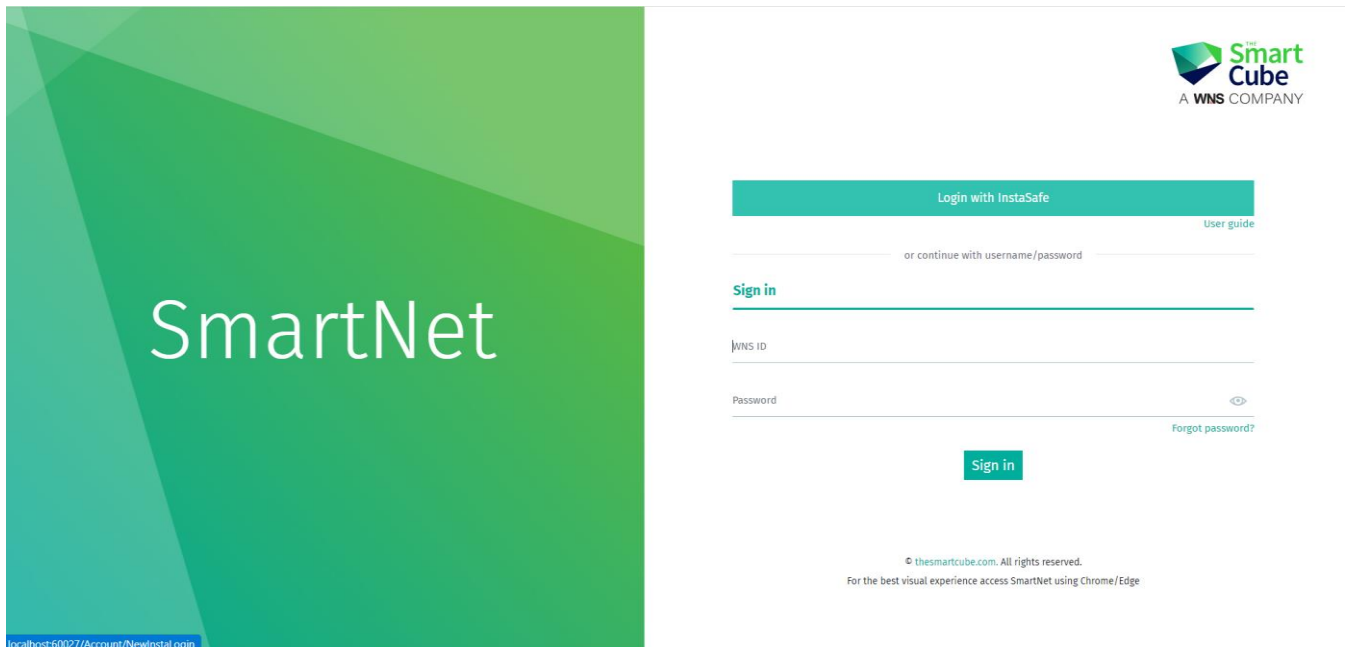 SmartNet
THE
Smart
Cube
A WNS COMPANY
Login with InstaSafe
User guide
or continue with username/password
Sign in
WNS ID
Password
Forgot password?
Sign in
© thesmartcube.com. All rights reserved.
For the best visual experience access SmartNet using Chrome/Edge
localhost:60027/Account/NewInstaLogin